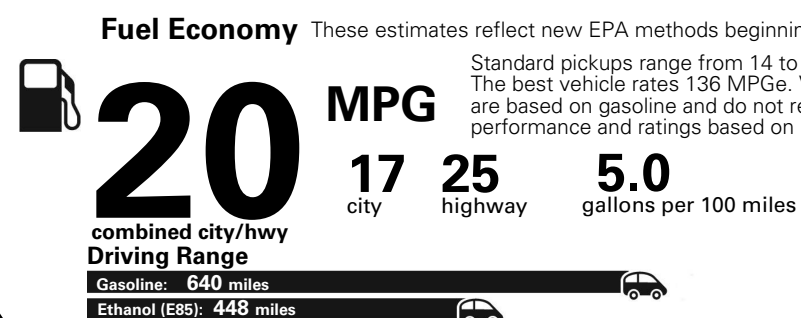 Fuel Economy These estimates reflect new EPA methods
Standard pickups range from 14 to
The best vehicle rates 136 MPGe.
are based on gasoline and do not
performance and ratings based on
20 MPG
17 25 5.0
city highway gallons per 100 miles
combined city/hwy
Driving Range
Gasoline: 640 miles
Ethanol (E85): 448 miles